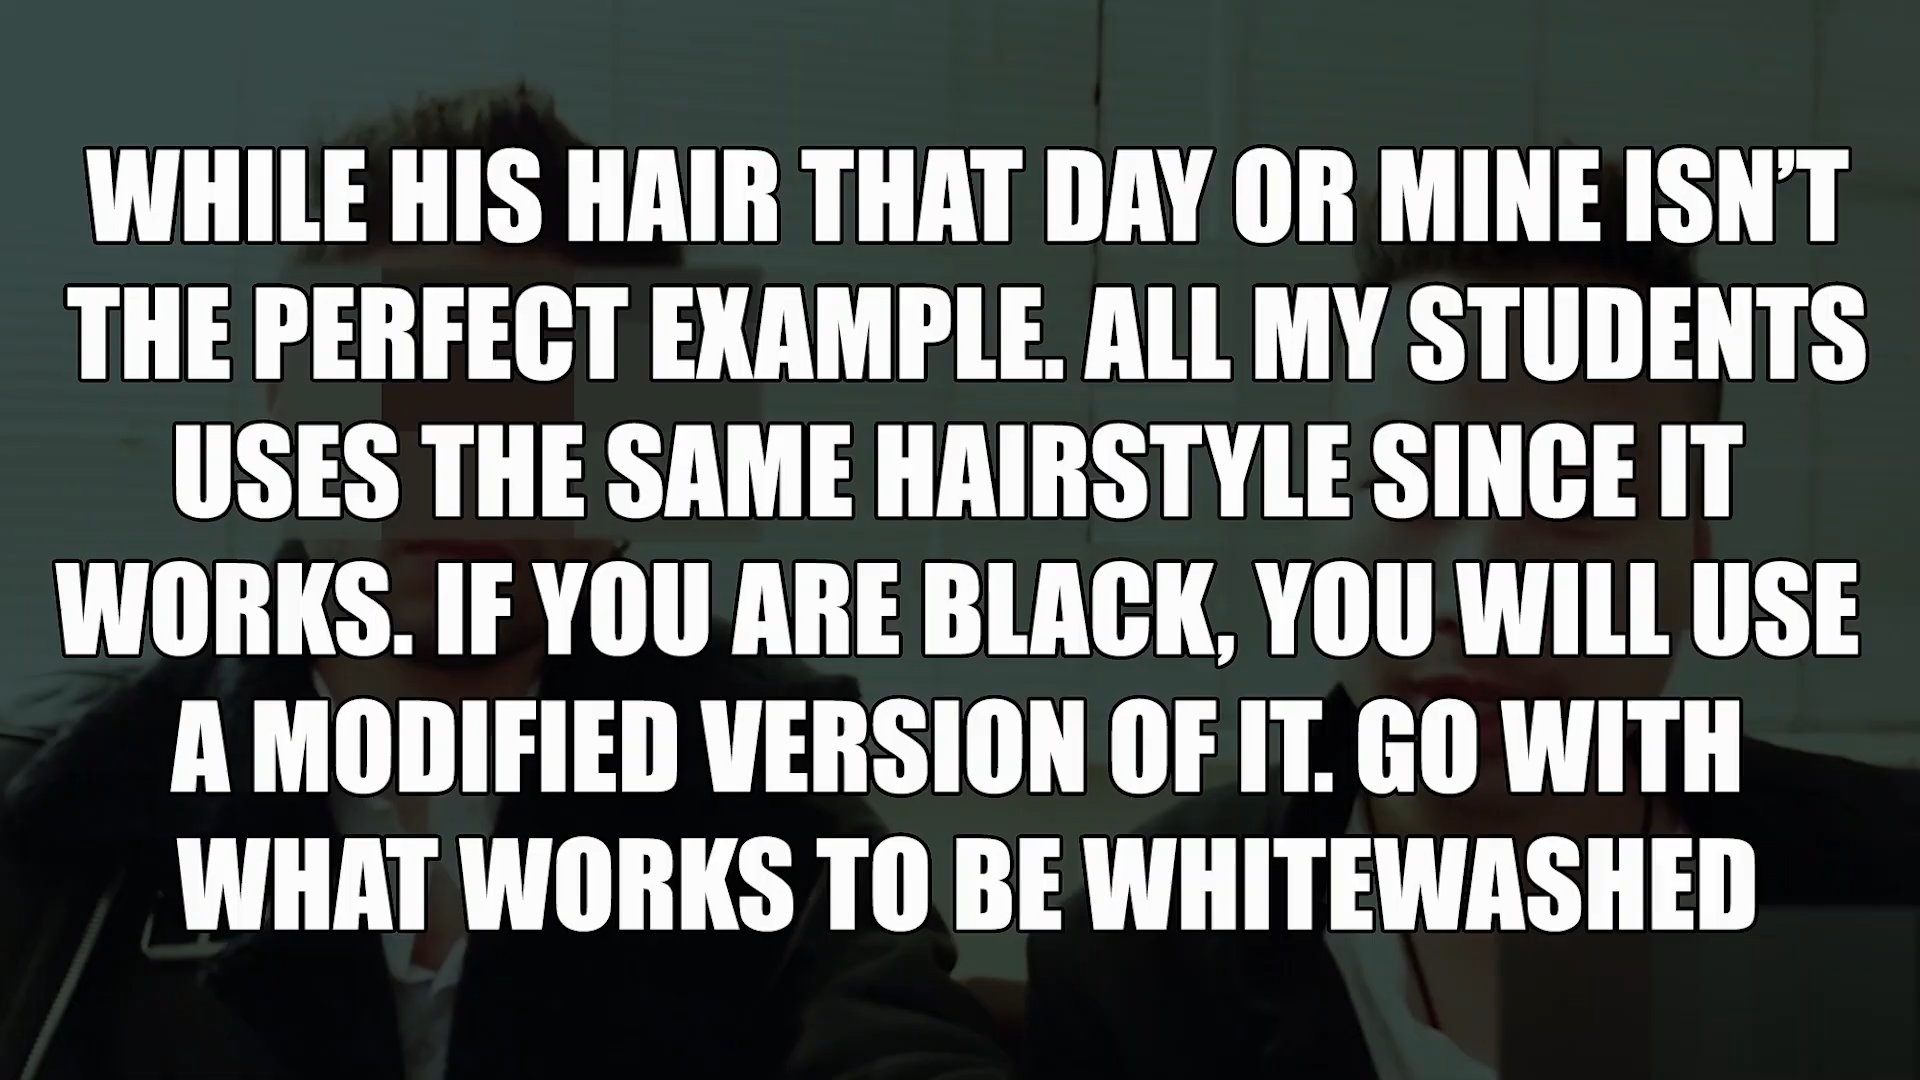 WHILE HIS HAIR THAT DAY OR MINE ISN'T
THE PERFECT EXAMPLE. ALL MY STUDENTS
USES THE SAME HAIRSTYLE SINCE IT
WORKS. IF YOU ARE BLACK, YOU WILL USE
A MODIFIED VERSION OF IT. GO WITH
WHAT WORKS TO BE WHITEWASHED